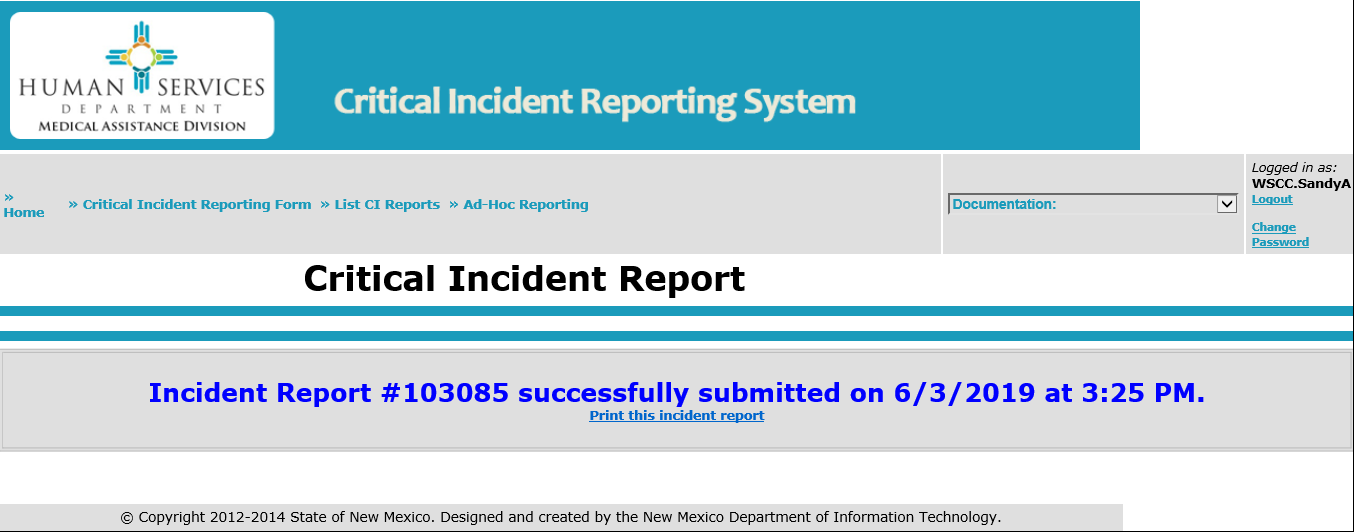 HUMAN SERVICES
DEPARTMENT
MEDICAL ASSISTANCE DIVISION
Critical Incident Reporting System
» Home
» Critical Incident Reporting Form » List CI Reports » Ad-Hoc Reporting
Documentation:
Logged in as:
WSCC.SandyA
Logout
Change
Password
Critical Incident Report
Incident Report #103085 successfully submitted on 6/3/2019 at 3:25 PM.
Print this incident report
© Copyright 2012-2014 State of New Mexico. Designed and created by the New Mexico Department of Information Technology.